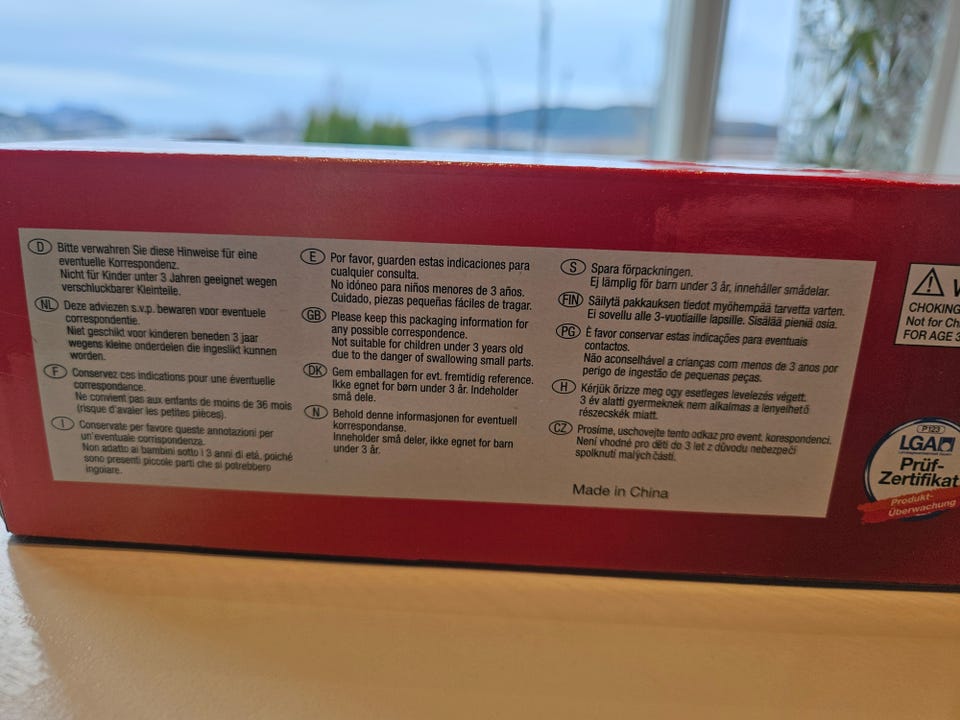 D Bitte verwahren Sie diese Hinweise für eine
eventuelle Korrespondenz.
Nicht für Kinder unter 3 Jahren geeignet wegen
verschluckbarer Kleinteile.
NL Deze adviezen s.v.p. bewaren voor eventuele
correspondentie.
Niet geschikt voor kinderen beneden 3 jaar
wegens kleine onderdelen die ingeslikt kunnen
worden.
F Conservez ces indications pour une éventuelle
correspondance.
Ne convient pas aux enfants de moins de 36 mois
(risque d'avaler les petites pièces).
I Conservate per favore queste annotazioni per
un'eventuale corrispondenza.
Non adatto ai bambini sotto i 3 anni di età, poiché
sono presenti piccole parti che si potrebbero
ingoiare.
E Por favor, guarden estas indicaciones para
cualquier consulta.
No idóneo para niños menores de 3 años.
Cuidado, piezas pequeñas fáciles de tragar.
GB Please keep this packaging information for
any possible correspondence.
Not suitable for children under 3 years old
due to the danger of swallowing small parts.
DK Gem emballagen for evt. fremtidig reference.
Ikke egnet for børn under 3 år. Indeholder
små dele.
N Behold denne informasjonen for eventuell
korrespondanse.
Inneholder små deler, ikke egnet for barn
under 3 år.
S Spara förpackningen.
Ej lämplig för barn under 3 år, innehåller smådelar.
FIN Säilytä pakkauksen tiedot myöhempää tarvetta varten.
Ei sovellu alle 3-vuotiaille lapsille. Sisälää pieniä osia.
PG É favor conservar estas indicações para eventuais
contactos.
Não aconselhável a crianças com menos de 3 anos por
perigo de ingestão de pequenas peças.
H Kérjük őrizze meg ogy esetleges levelezés végett.
3 év alatti gyermeknek nem alkalmas a lenyeihető
részecskék miatt.
CZ Prosíme, uschovejte tento odkaz pro event. korespondenci.
Není vhodné pro děti do 3 let z důvodu nebezpečí
spolknutí malých částí.
Made in China
CHOKING
Not for Chi
FOR AGE 3
P123
LGA
Prüf-
Zertifikat
Produkt-
Überwachung